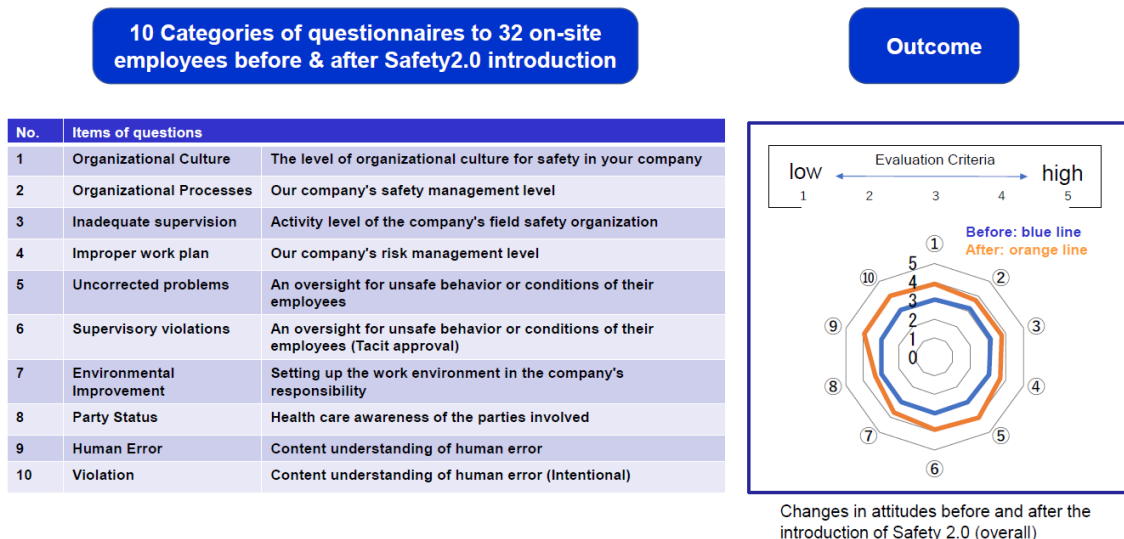 10 Categories of questionnaires to 32 on-site
employees before & after Safety2.0 introduction
Outcome
No. Items of questions
1 Organizational Culture The level of organizational culture for safety in your company
2 Organizational Processes Our company's safety management level
3 Inadequate supervision Activity level of the company's field safety organization
4 Improper work plan Our company's risk management level
5 Uncorrected problems An oversight for unsafe behavior or conditions of their
employees
6 Supervisory violations An oversight for unsafe behavior or conditions of their
employees (Tacit approval)
7 Environmental Setting up the work environment in the company's
Improvement responsibility
8 Party Status Health care awareness of the parties involved
9 Human Error Content understanding of human error
10 Violation Content understanding of human error (Intentional)
Evaluation Criteria
low high
1 2 3 4 5
Before: blue line
After: orange line
①
②
③
④
⑤
⑥
⑦
⑧
⑨
⑩
5
4
3
2
1
0
Changes in attitudes before and after the
introduction of Safety 2.0 (overall)